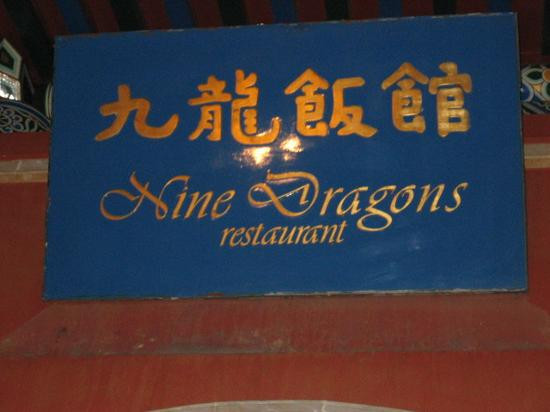 九龍飯館
Nine Dragons
restaurant